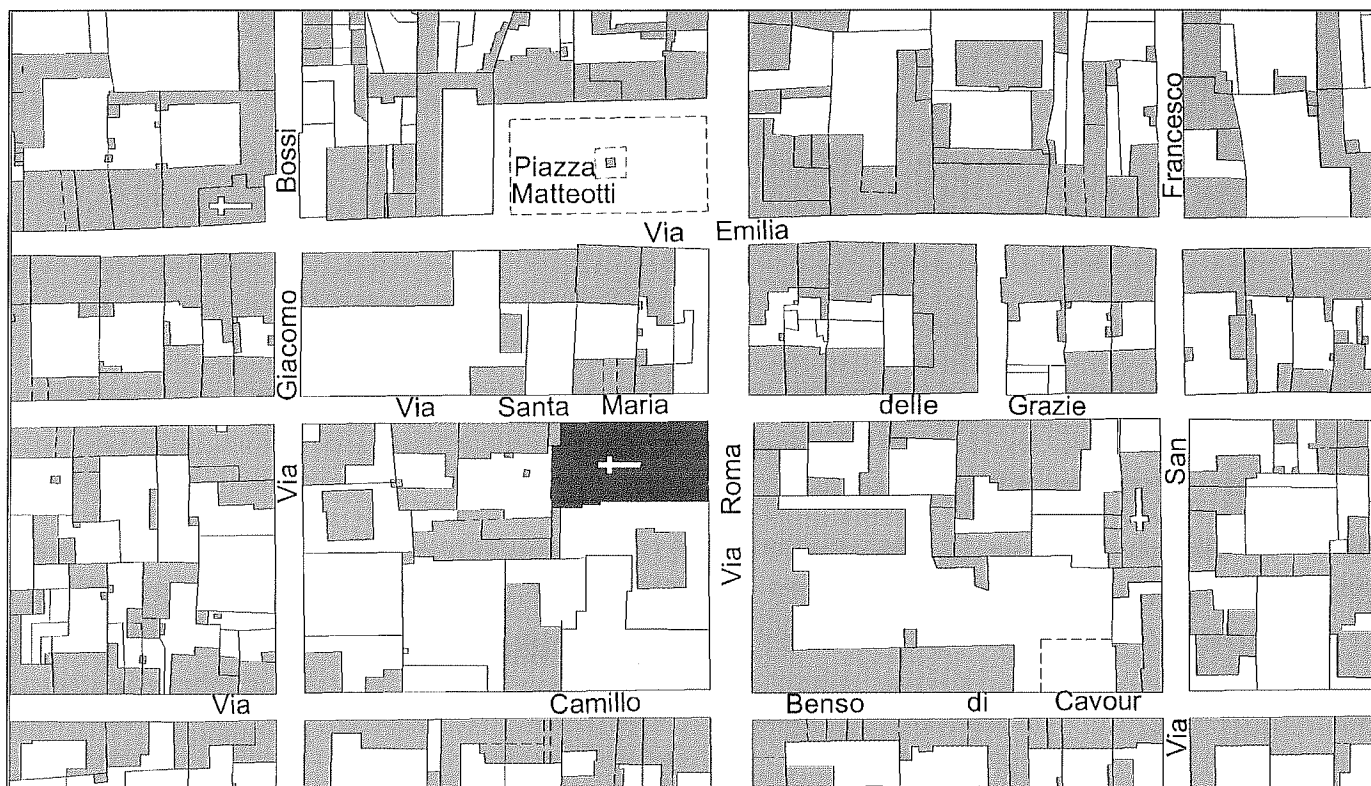 Bossi
Francesco
Piazza
Matteotti
Via Emilia
Giacomo
Via Santa Maria delle Grazie
Via
Via Roma
San
Via Camillo Benso di Cavour
Via